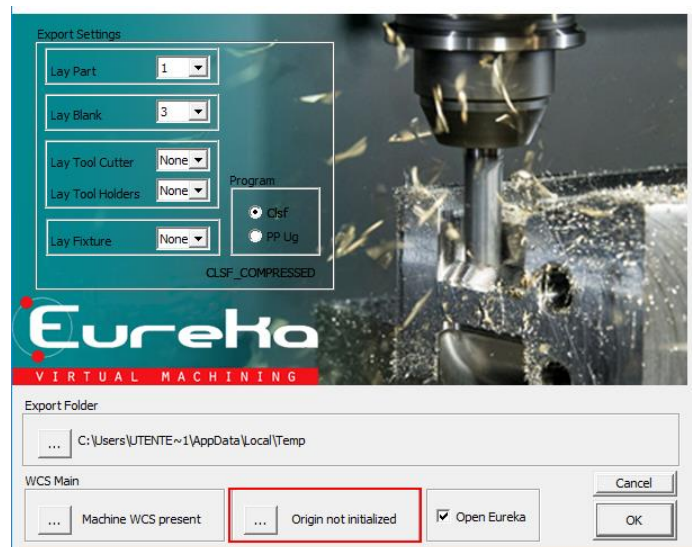 Export Settings
Lay Part 1
Lay Blank 3
Lay Tool Cutter None
Lay Tool Holders None
Lay Fixture None
Program
Clsf
PP Ug
CLSF_COMPRESSED
Eureka
VIRTUAL MACHINING
Export Folder
... C:\Users\UTENTE~1\AppData\Local\Temp
WCS Main
... Machine WCS present
... Origin not initialized
Open Eureka
Cancel
OK